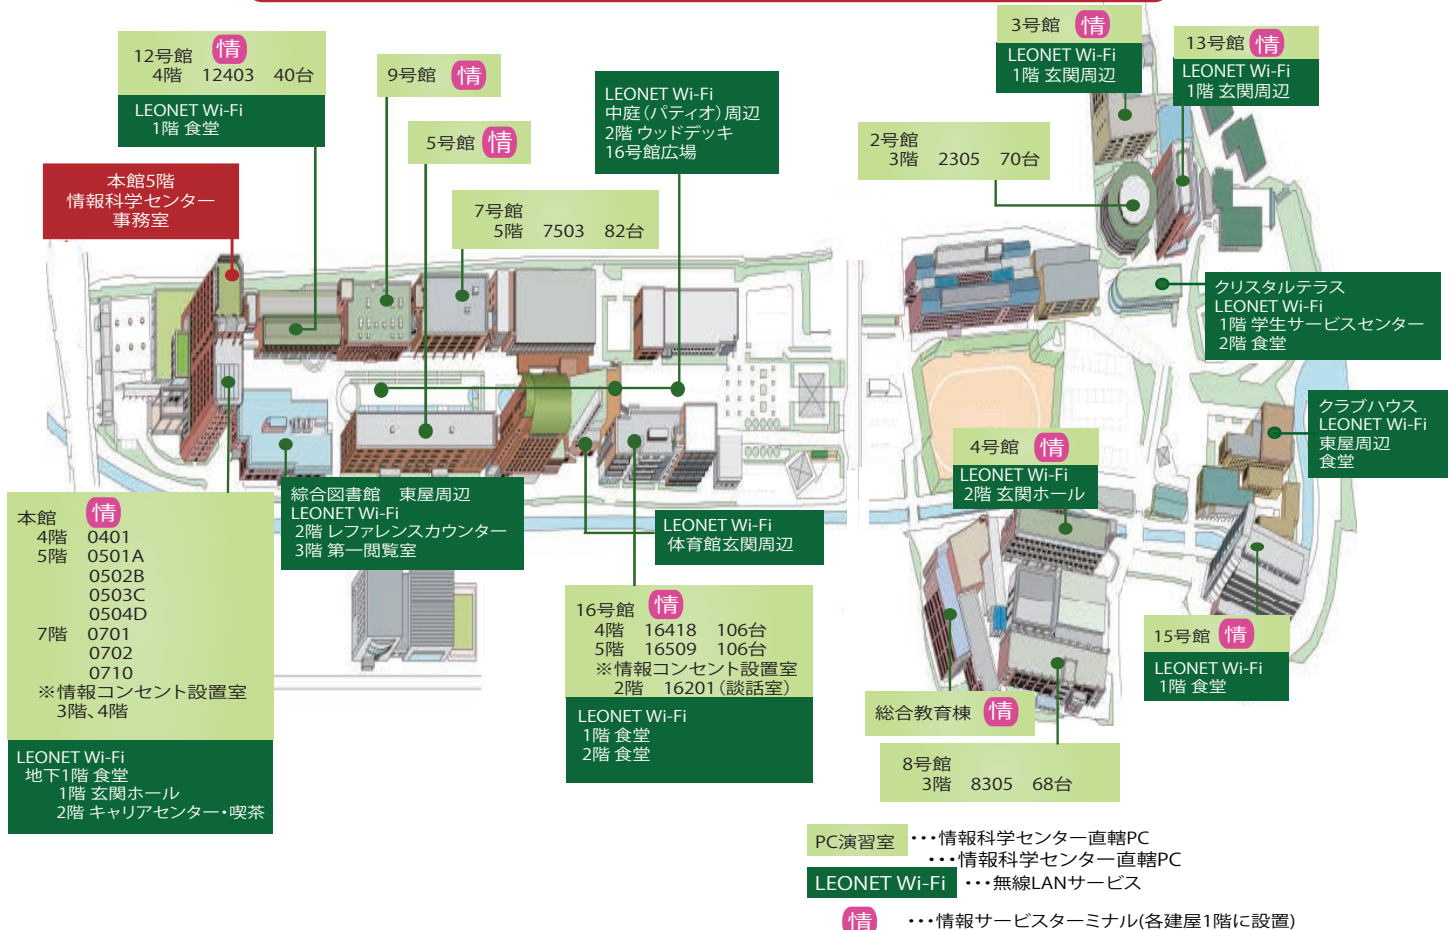 12号館 情
4階 12403 40台
LEONET Wi-Fi
1階 食堂
9号館 情
5号館 情
7号館
5階 7503 82台
LEONET Wi-Fi
中庭(パティオ)周辺
2階 ウッドデッキ
16号館広場
3号館 情
LEONET Wi-Fi
1階 玄関周辺
13号館 情
LEONET Wi-Fi
1階 玄関周辺
2号館
3階 2305 70台
本館5階
情報科学センター
事務室
クリスタルテラス
LEONET Wi-Fi
1階 学生サービスセンター
2階 食堂
クラブハウス
LEONET Wi-Fi
東屋周辺
食堂
4号館 情
LEONET Wi-Fi
2階 玄関ホール
本館 情
4階 0401
5階 0501A
0502B
0503C
0504D
7階 0701
0702
0710
※情報コンセント設置室
3階、4階
LEONET Wi-Fi
地下1階 食堂
1階 玄関ホール
2階 キャリアセンター・喫茶
綜合図書館 東屋周辺
LEONET Wi-Fi
2階 レファレンスカウンター
3階 第一閲覧室
LEONET Wi-Fi
体育館玄関周辺
16号館 情
4階 16418 106台
5階 16509 106台
※情報コンセント設置室
2階 16201(談話室)
LEONET Wi-Fi
1階 食堂
2階 食堂
15号館 情
LEONET Wi-Fi
1階 食堂
総合教育棟 情
8号館
3階 8305 68台
PC演習室 ・・・情報科学センター直轄PC
・・・情報科学センター直轄PC
LEONET Wi-Fi ・・・無線LANサービス
情 ・・・情報サービスターミナル(各建屋1階に設置)